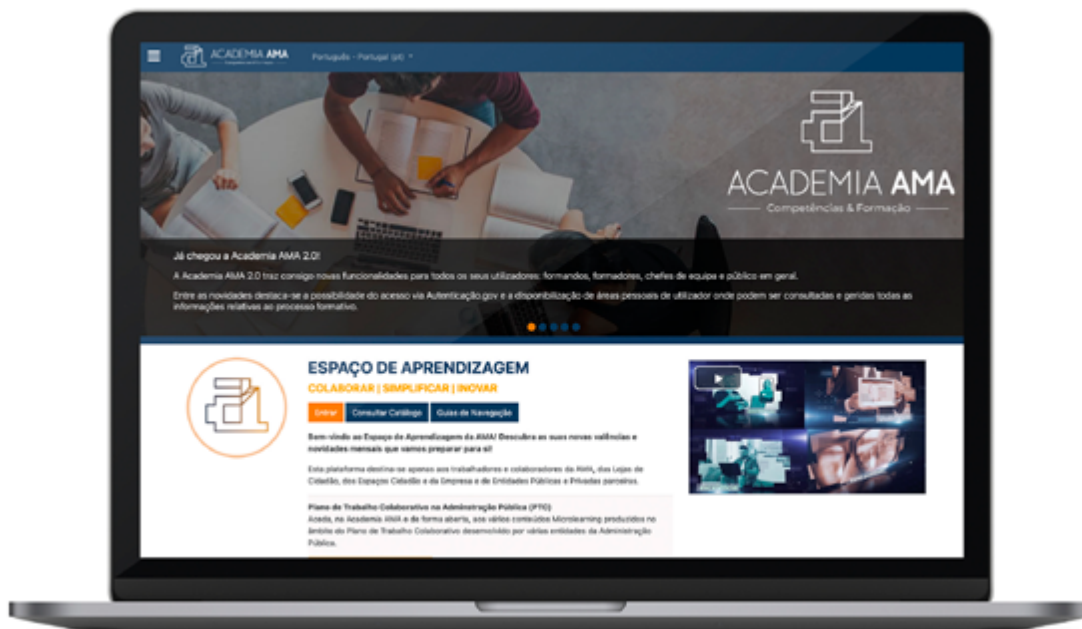 ACADEMIA AMA
Português - Portugal (pt)
ACADEMIA AMA
Competências & Formação
Já chegou a Academia AMA 2.0!
A Academia AMA 2.0 traz consigo novas funcionalidades para todos os seus utilizadores: formandos, formadores, chefes de equipa e público em geral.
Entre as novidades destaca-se a possibilidade do acesso via Autenticação.gov e a disponibilização de áreas pessoais de utilizador onde podem ser consultadas e geridas todas as
informações relativas ao processo formativo.
ESPAÇO DE APRENDIZAGEM
COLABORAR | SIMPLIFICAR | INOVAR
Entrar
Consultar Catálogo
Guias de Navegação
Bem-vindo ao Espaço de Aprendizagem da AMA! Descubra as suas novas valências e
novidades mensais que vamos preparar para si!
Esta plataforma destina-se apenas aos trabalhadores e colaboradores da AMA, das Lojas de
Cidadão, dos Espaços Cidadão e da Empresa e de Entidades Públicas e Privadas parceiras.
Plano de Trabalho Colaborativo na Administração Pública (PTC)
Aceda, na Academia AMA e de forma aberta, aos vários conteúdos Microlearning produzidos no
âmbito do Plano de Trabalho Colaborativo desenvolvido por várias entidades da Administração
Pública.